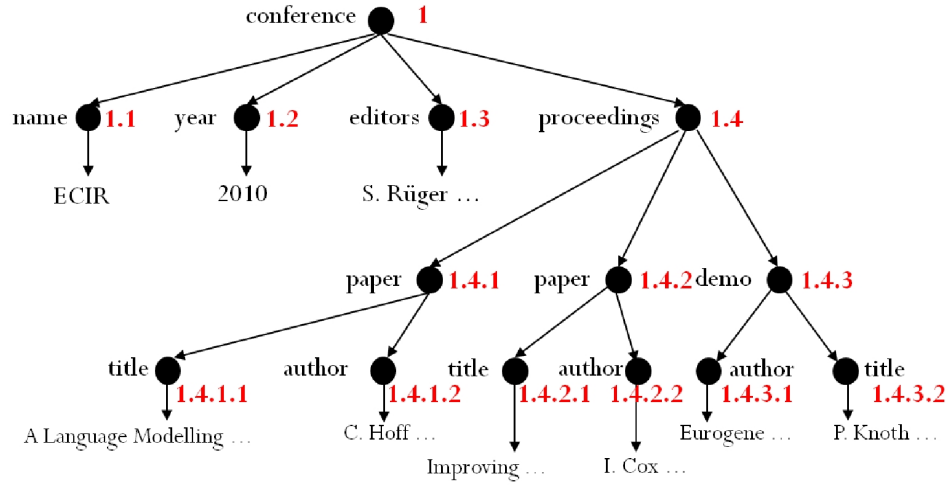 conference 1
name 1.1 year 1.2 editors 1.3 proceedings 1.4
ECIR 2010 S. Rüger ...
paper 1.4.1 paper 1.4.2 demo 1.4.3
title author title author author title
1.4.1.1 1.4.1.2 1.4.2.1 1.4.2.2 1.4.3.1 1.4.3.2
A Language Modelling ... C. Hoff ... Eurogene ... P. Knoth ...
Improving ... I. Cox ...